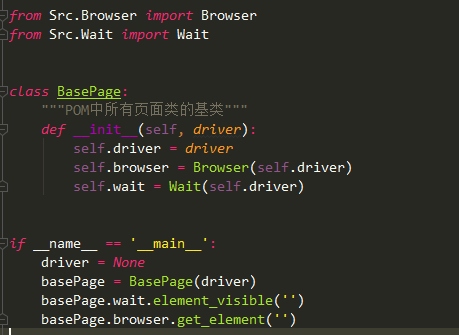 from Src.Browser import Browser
from Src.Wait import Wait
class BasePage:
"""POM中所有页面类的基类"""
def __init__(self, driver):
self.driver = driver
self.browser = Browser(self.driver)
self.wait = Wait(self.driver)
if __name__ == '__main__':
driver = None
basePage = BasePage(driver)
basePage.wait.element_visible('')
basePage.browser.get_element('')